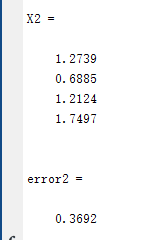 X2 =
1.2739
0.6885
1.2124
1.7497
error2 =
0.3692